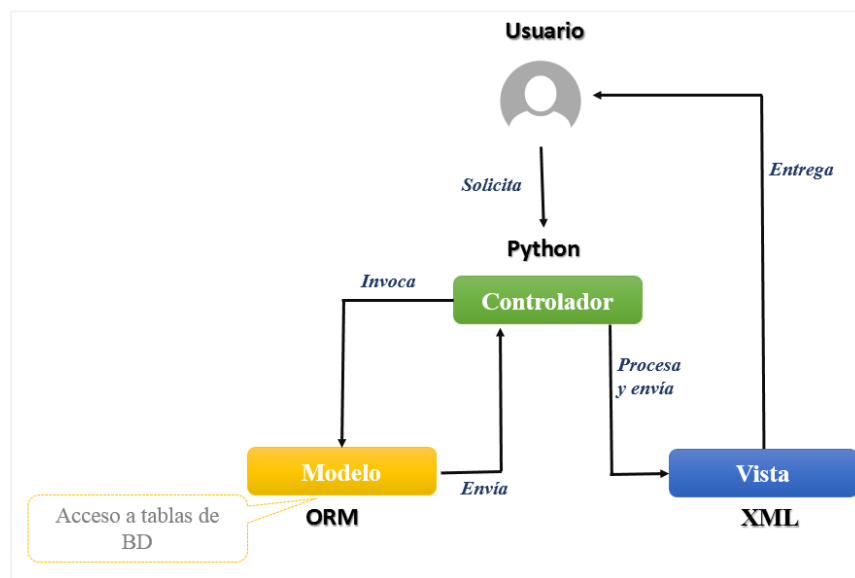 Usuario
Solicita
Entrega
Python
Invoca
Controlador
Procesa
y envía
Modelo
Envía
Vista
Acceso a tablas de
BD
ORM
XML